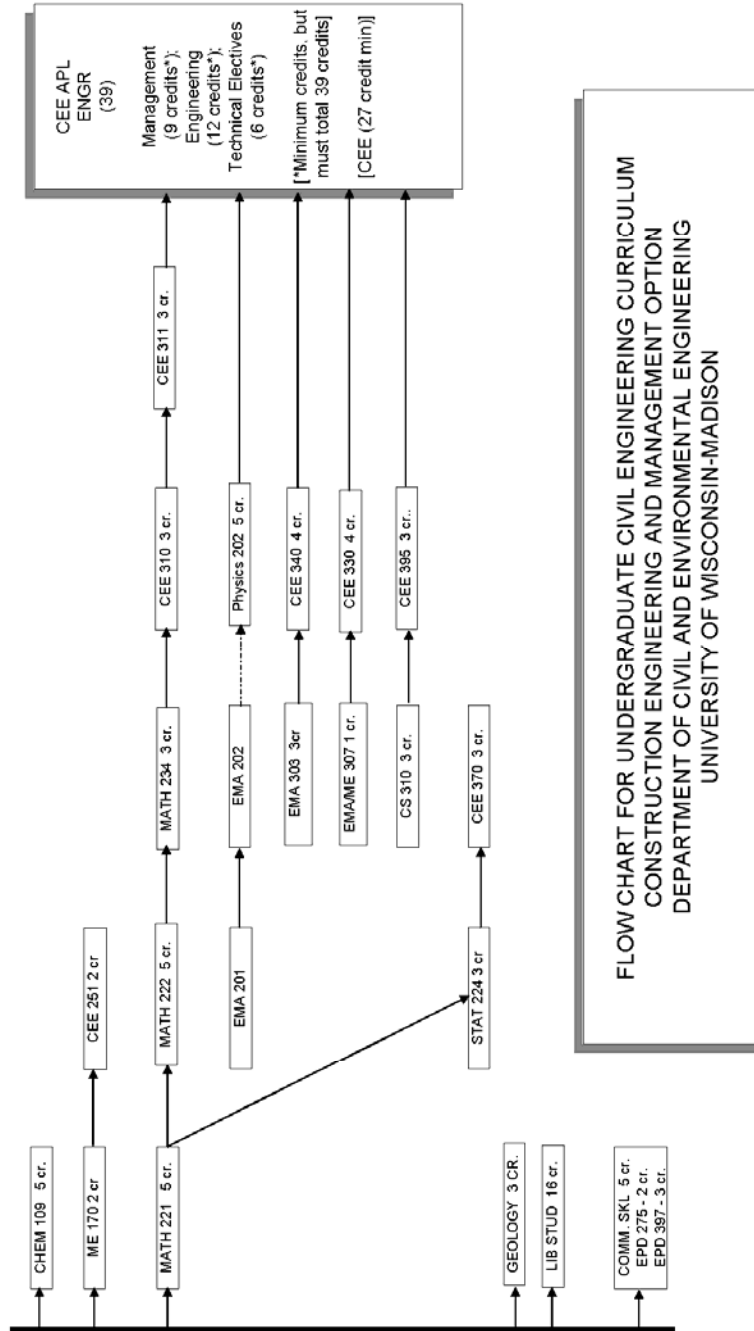 CHEM 109 5 cr.
ME 170 2 cr
CEE 251 2 cr
MATH 221 5 cr.
MATH 222 5 cr.
MATH 234 3 cr.
CEE 310 3 cr.
CEE 311 3 cr.
EMA 201
EMA 202
Physics 202 5 cr.
EMA 303 3cr
CEE 340 4 cr.
EMA/ME 307 1 cr.
CEE 330 4 cr.
CS 310 3 cr.
CEE 395 3 cr..
STAT 224 3 cr
CEE 370 3 cr.
GEOLOGY 3 CR.
LIB STUD 16 cr.
COMM. SKL 5 cr.
EPD 275 - 2 cr.
EPD 397 - 3 cr.
CEE APL
ENGR
(39)
Management
(9 credits*);
Engineering
(12 credits*);
Technical Electives
(6 credits*)
[*Minimum credits, but
must total 39 credits]
[CEE (27 credit min)]
FLOW CHART FOR UNDERGRADUATE CIVIL ENGINEERING CURRICULUM
CONSTRUCTION ENGINEERING AND MANAGEMENT OPTION
DEPARTMENT OF CIVIL AND ENVIRONMENTAL ENGINEERING
UNIVERSITY OF WISCONSIN-MADISON